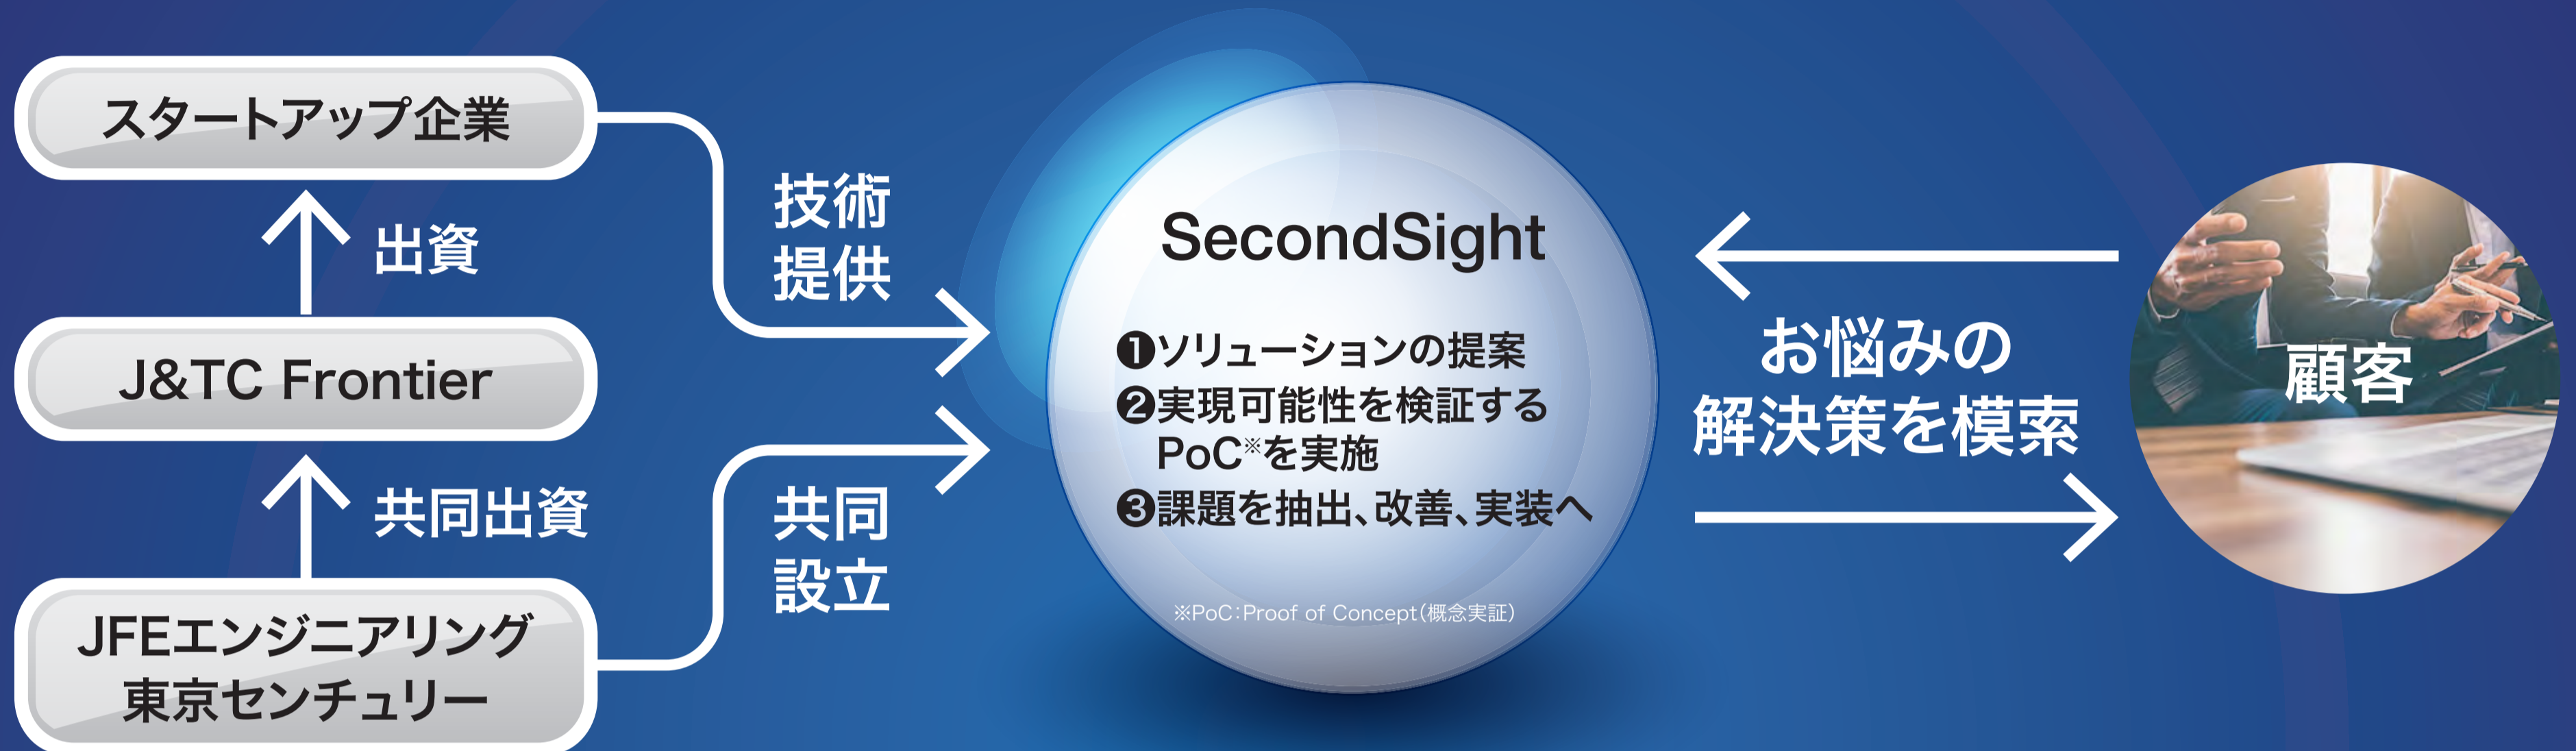 スタートアップ企業
出資
J&TC Frontier
共同出資
JFEエンジニアリング
東京センチュリー
技術
提供
共同
設立
SecondSight
❶ソリューションの提案
❷実現可能性を検証する
PoC※を実施
❸課題を抽出、改善、実装へ
※PoC：Proof of Concept（概念実証）
お悩みの
解決策を模索
顧客